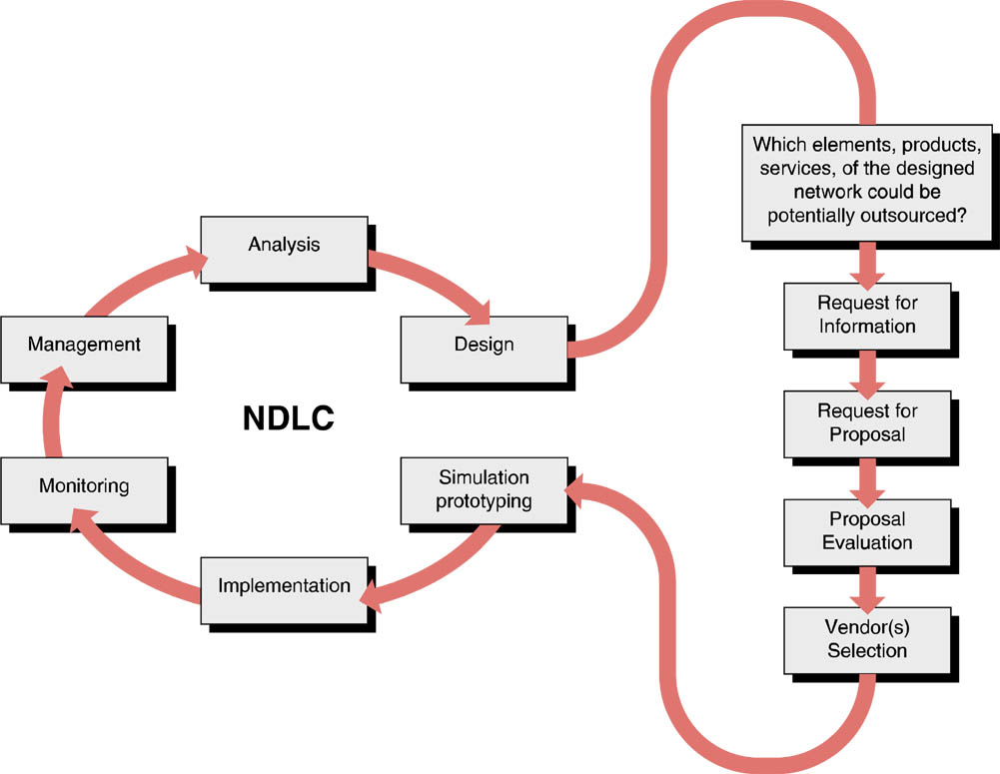 Analysis
Design
Simulation
prototyping
Implementation
Monitoring
Management
NDLC
Which elements, products,
services, of the designed
network could be
potentially outsourced?
Request for
Information
Request for
Proposal
Proposal
Evaluation
Vendor(s)
Selection